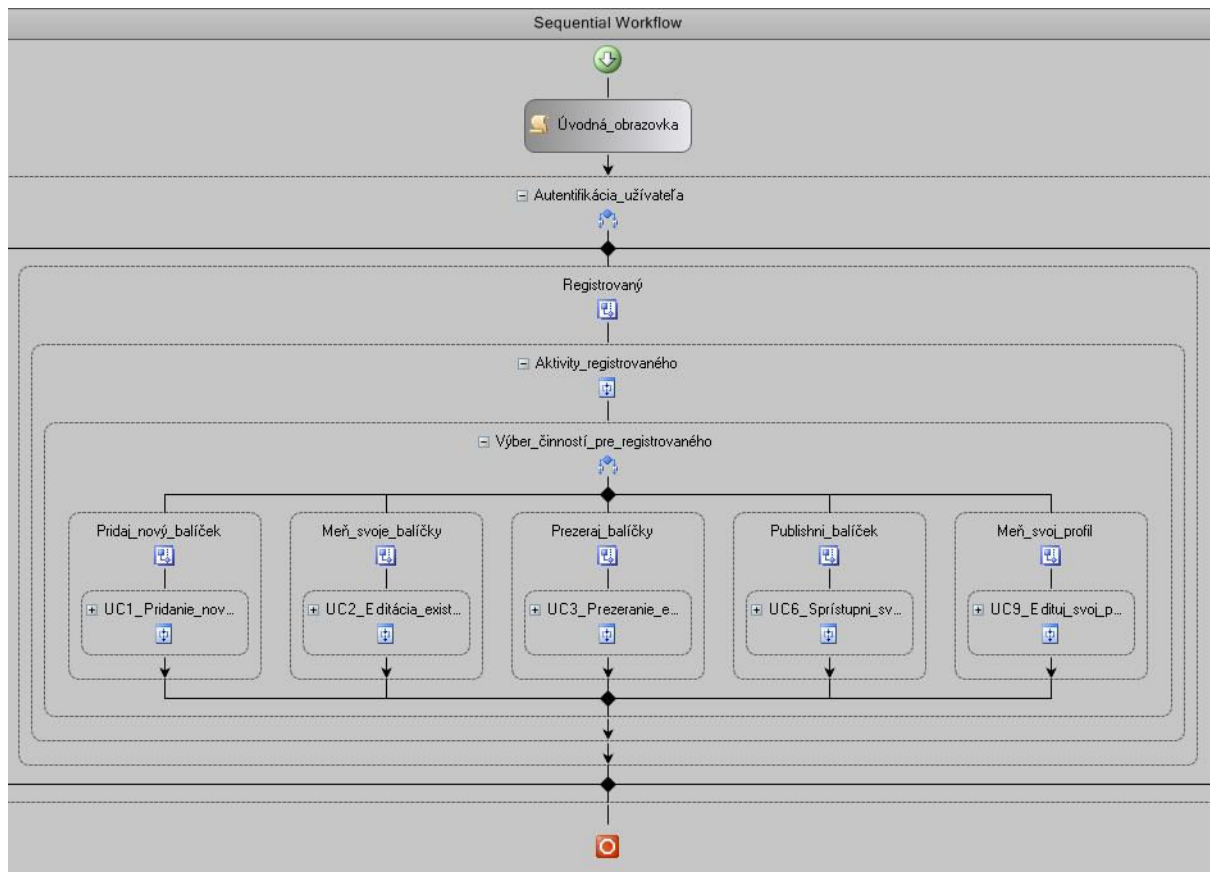 Sequential Workflow
Úvodná_obrazovka
Autentifikácia_užívateľa
Registrovaný
Aktivity_registrovaného
Výber_činností_pre_registrovaného
Pridaj_nový_balíček
Meň_svoje_balíčky
Prezeraj_balíčky
Publishni_balíček
Meň_svoj_profil
UC1_Pridanie_nov...
UC2_Editácia_exist...
UC3_Prezeranie_e...
UC6_Sprístupni_sv...
UC9_Edituj_svoj_p...